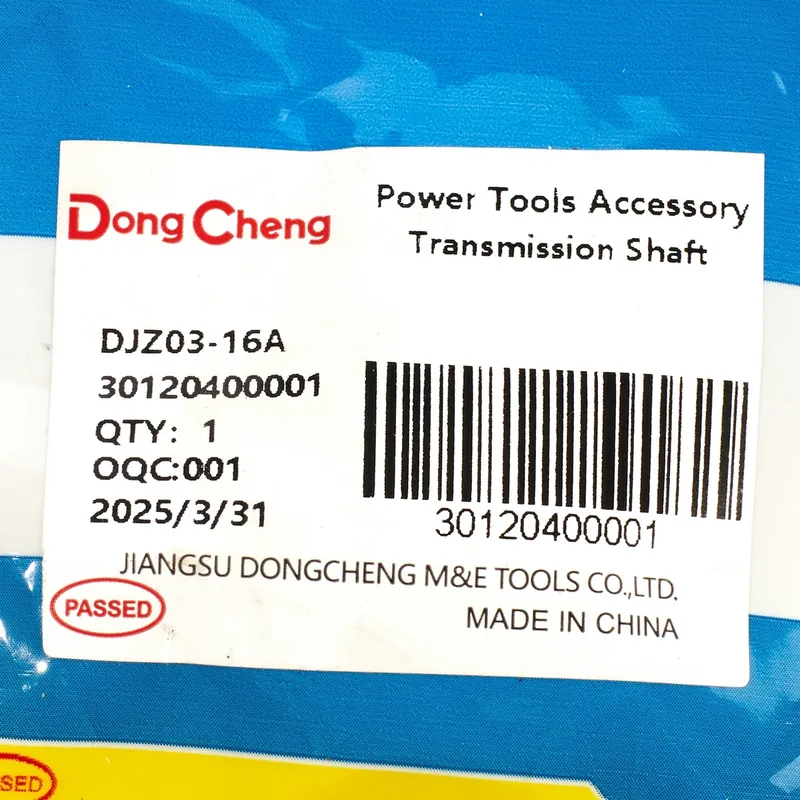 Dong Cheng
Power Tools Accessory
Transmission Shaft
DJZ03-16A
30120400001
QTY: 1
OQC:001
2025/3/31
30120400001
JIANGSU DONGCHENG M&E TOOLS CO.,LTD.
PASSED
MADE IN CHINA
SED